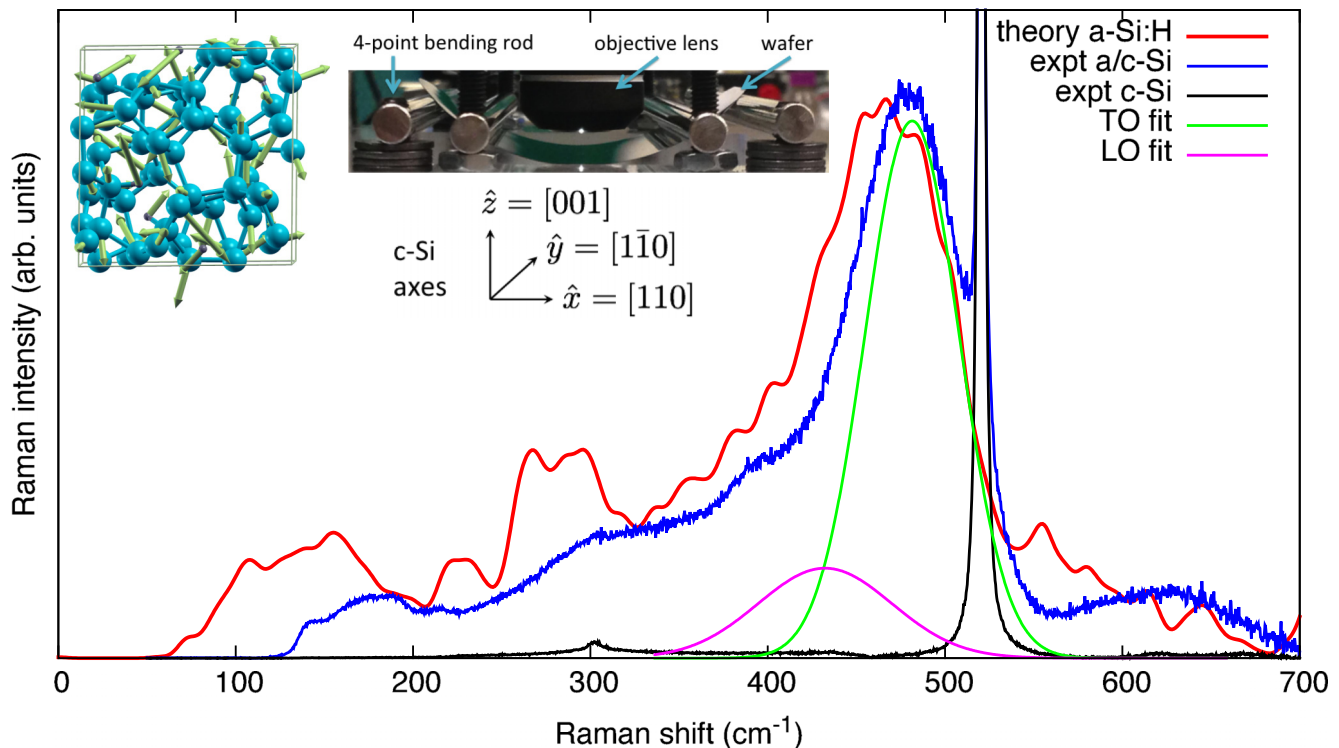 4-point bending rod
objective lens
wafer
theory a-Si:H
expt a/c-Si
expt c-Si
TO fit
LO fit
ẑ = [001]
c-Si
axes
ŷ = [11̄0]
x̂ = [110]
Raman intensity (arb. units)
0 100 200 300 400 500 600 700
Raman shift (cm⁻¹)